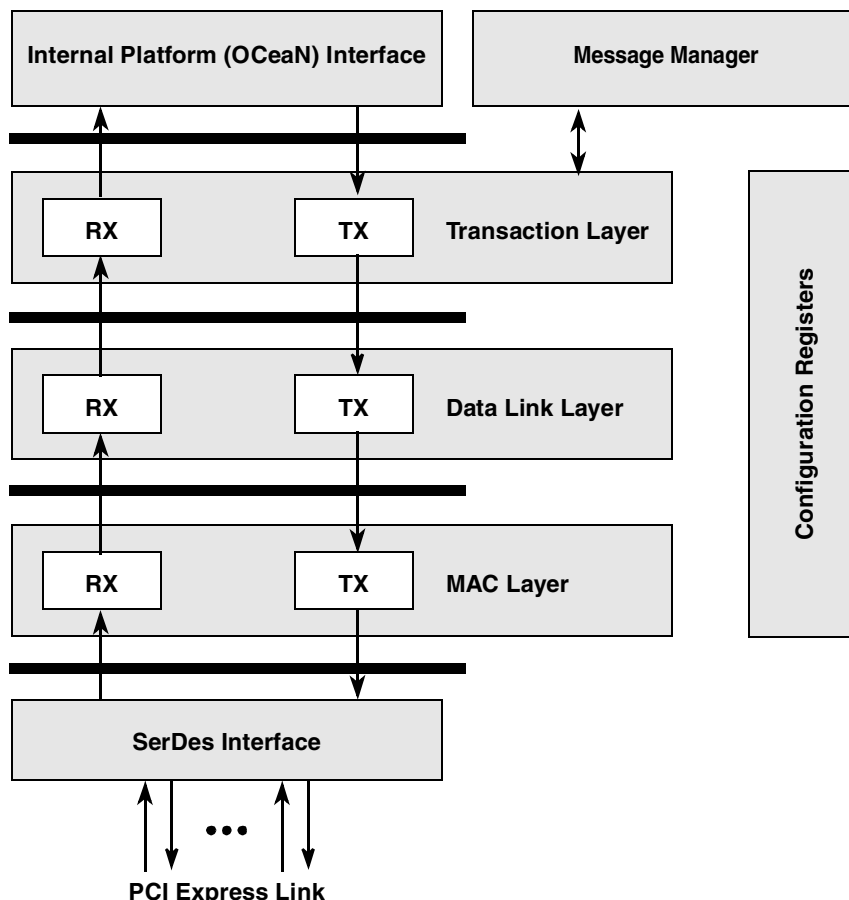 Internal Platform (OCeaN) Interface
Message Manager
RX
TX
Transaction Layer
RX
TX
Data Link Layer
RX
TX
MAC Layer
Configuration Registers
SerDes Interface
PCI Express Link